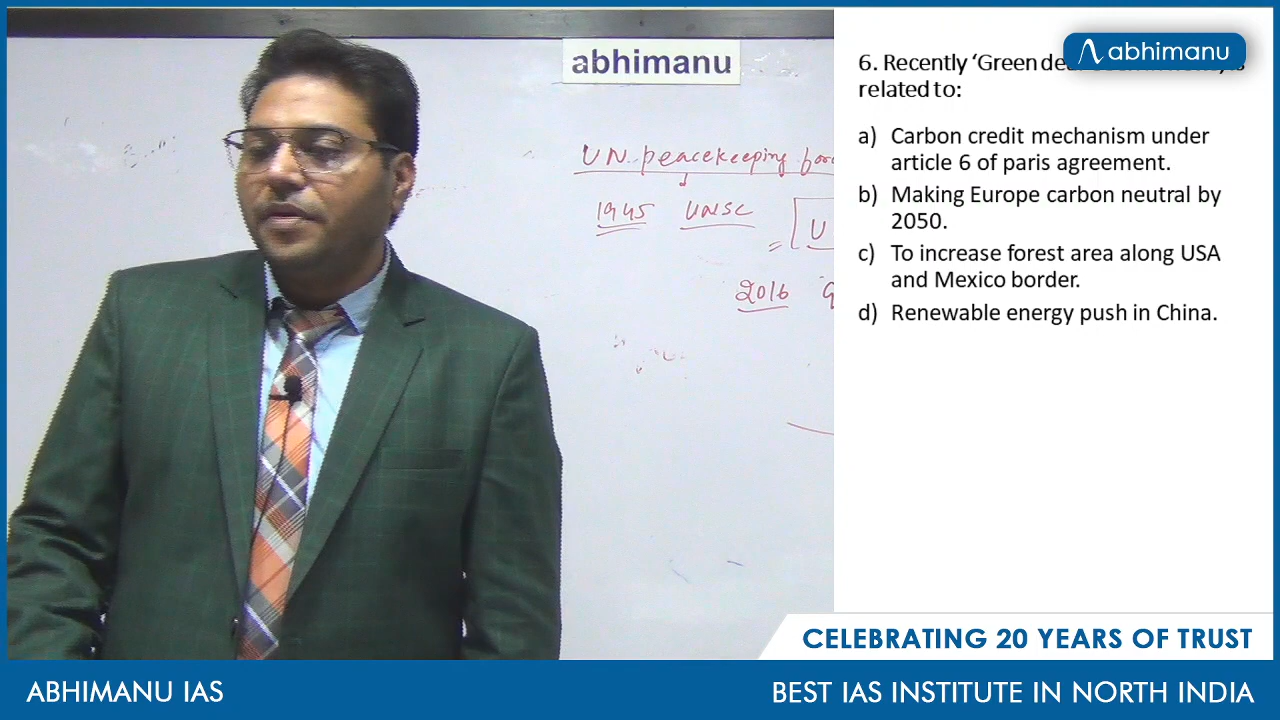 abhimanu
abhimanu
UN peacekeeping
1945 UNSC
U
2016
6. Recently ‘Green
related to:
a) Carbon credit mechanism under
article 6 of paris agreement.
b) Making Europe carbon neutral by
2050.
c) To increase forest area along USA
and Mexico border.
d) Renewable energy push in China.
CELEBRATING 20 YEARS OF TRUST
ABHIMANU IAS
BEST IAS INSTITUTE IN NORTH INDIA